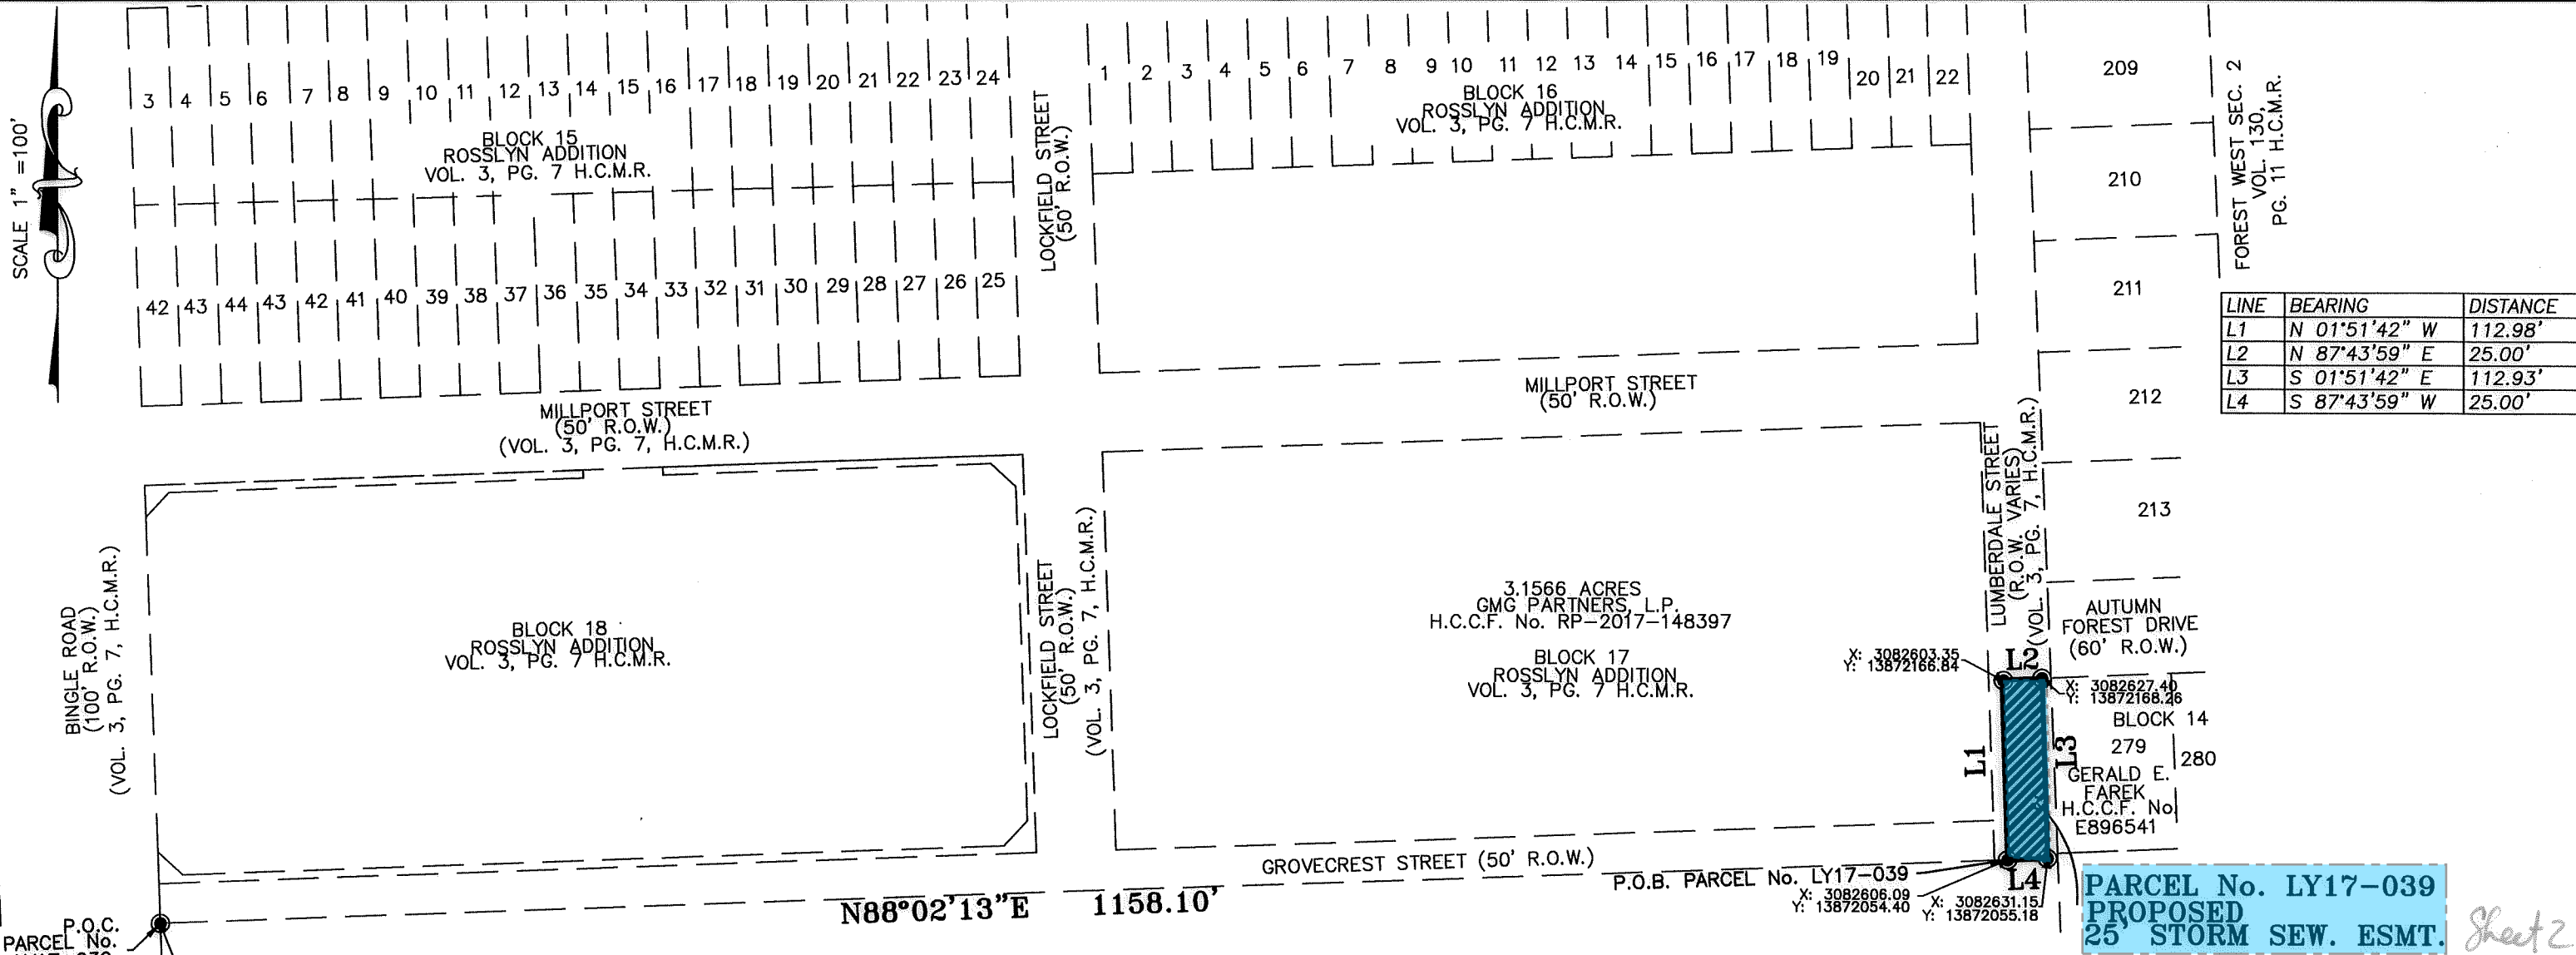 SCALE 1" =100'
3 4 5 6 7 8 9 10 11 12 13 14 15 16 17 18 19 20 21 22 23 24
BLOCK 15
ROSSLYN ADDITION
VOL. 3, PG. 7 H.C.M.R.
42 43 44 43 42 41 40 39 38 37 36 35 34 33 32 31 30 29 28 27 26 25
LOCKFIELD STREET
(50' R.O.W.)
1 2 3 4 5 6 7 8 9 10 11 12 13 14 15 16 17 18 19 20 21 22
BLOCK 16
ROSSLYN ADDITION
VOL. 3, PG. 7 H.C.M.R.
209
210
211
212
213
FOREST WEST SEC. 2
VOL. 130,
PG. 11 H.C.M.R.
LINE BEARING DISTANCE
L1 N 01°51'42" W 112.98'
L2 N 87°43'59" E 25.00'
L3 S 01°51'42" E 112.93'
L4 S 87°43'59" W 25.00'
MILLPORT STREET
(50' R.O.W.)
(VOL. 3, PG. 7, H.C.M.R.)
MILLPORT STREET
(50' R.O.W.)
BINGLE ROAD
(100' R.O.W.)
(VOL. 3, PG. 7, H.C.M.R.)
BLOCK 18
ROSSLYN ADDITION
VOL. 3, PG. 7 H.C.M.R.
LOCKFIELD STREET
(50' R.O.W.)
(VOL. 3, PG. 7, H.C.M.R.)
3.1566 ACRES
GMG PARTNERS, L.P.
H.C.C.F. No. RP-2017-148397
BLOCK 17
ROSSLYN ADDITION
VOL. 3, PG. 7 H.C.M.R.
LUMBERDALE STREET
(R.O.W. VARIES)
(VOL. 3, PG. 7, H.C.M.R.)
AUTUMN
FOREST DRIVE
(60' R.O.W.)
X: 3082603.35
Y: 13872166.84
L2
X: 3082627.40
Y: 13872168.26
BLOCK 14
279
280
GERALD E.
FAREK
H.C.C.F. No
E896541
L1
L3
GROVECREST STREET (50' R.O.W.)
P.O.B. PARCEL No. LY17-039
X: 3082606.09
Y: 13872054.40
L4
X: 3082631.15
Y: 13872055.18
N88°02'13"E 1158.10'
P.O.C.
PARCEL No.
PARCEL No. LY17-039
PROPOSED
25' STORM SEW. ESMT.
Sheet 2